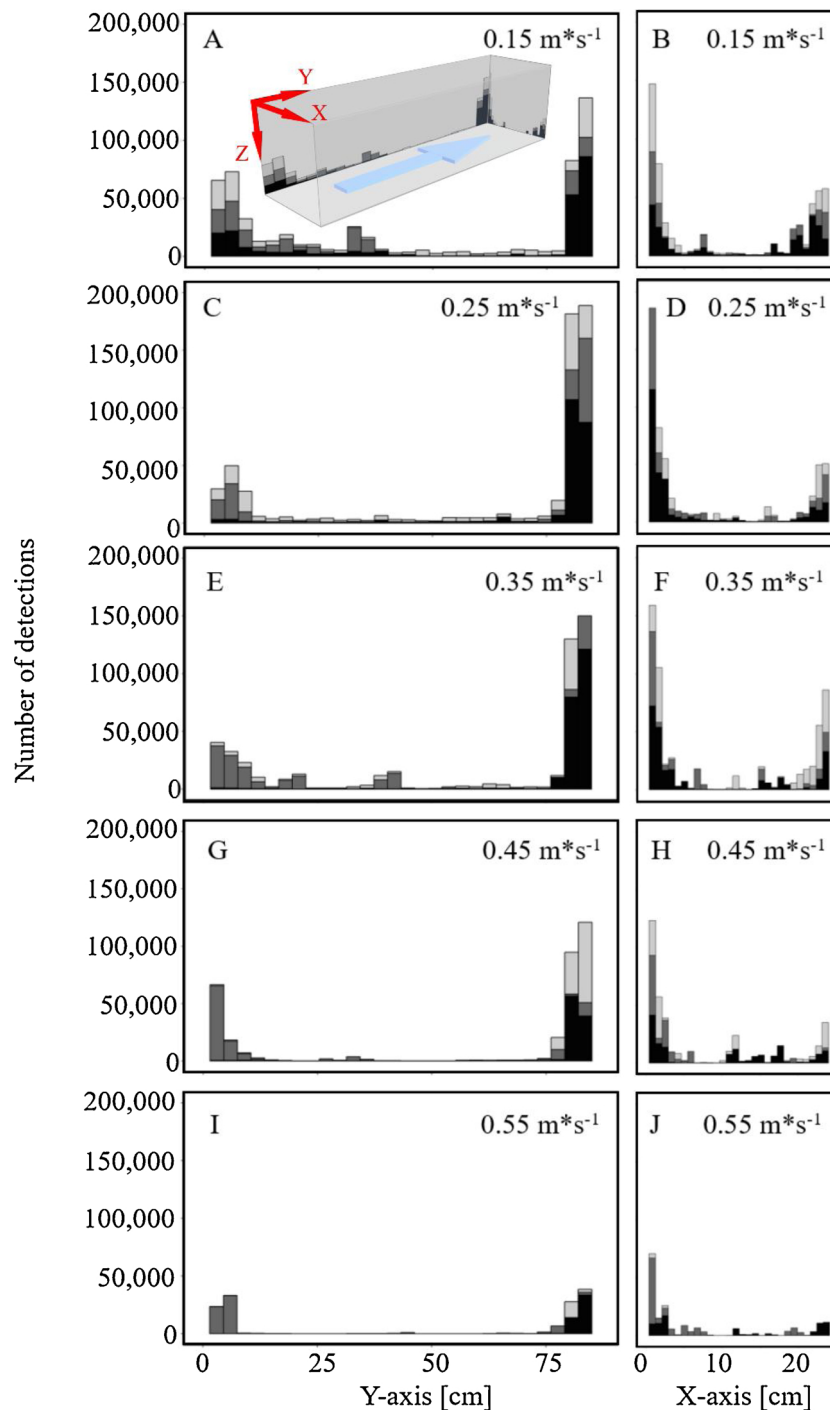 200,000
A
0.15 m*s-1
B
0.15 m*s-1
Y
X
Z
150,000
100,000
50,000
0
200,000
C
0.25 m*s-1
D
0.25 m*s-1
150,000
100,000
50,000
0
200,000
E
0.35 m*s-1
F
0.35 m*s-1
150,000
100,000
50,000
0
200,000
G
0.45 m*s-1
H
0.45 m*s-1
150,000
100,000
50,000
0
200,000
I
0.55 m*s-1
J
0.55 m*s-1
150,000
100,000
50,000
0
Number of detections
0 25 50 75
0 10 20
Y-axis [cm]
X-axis [cm]